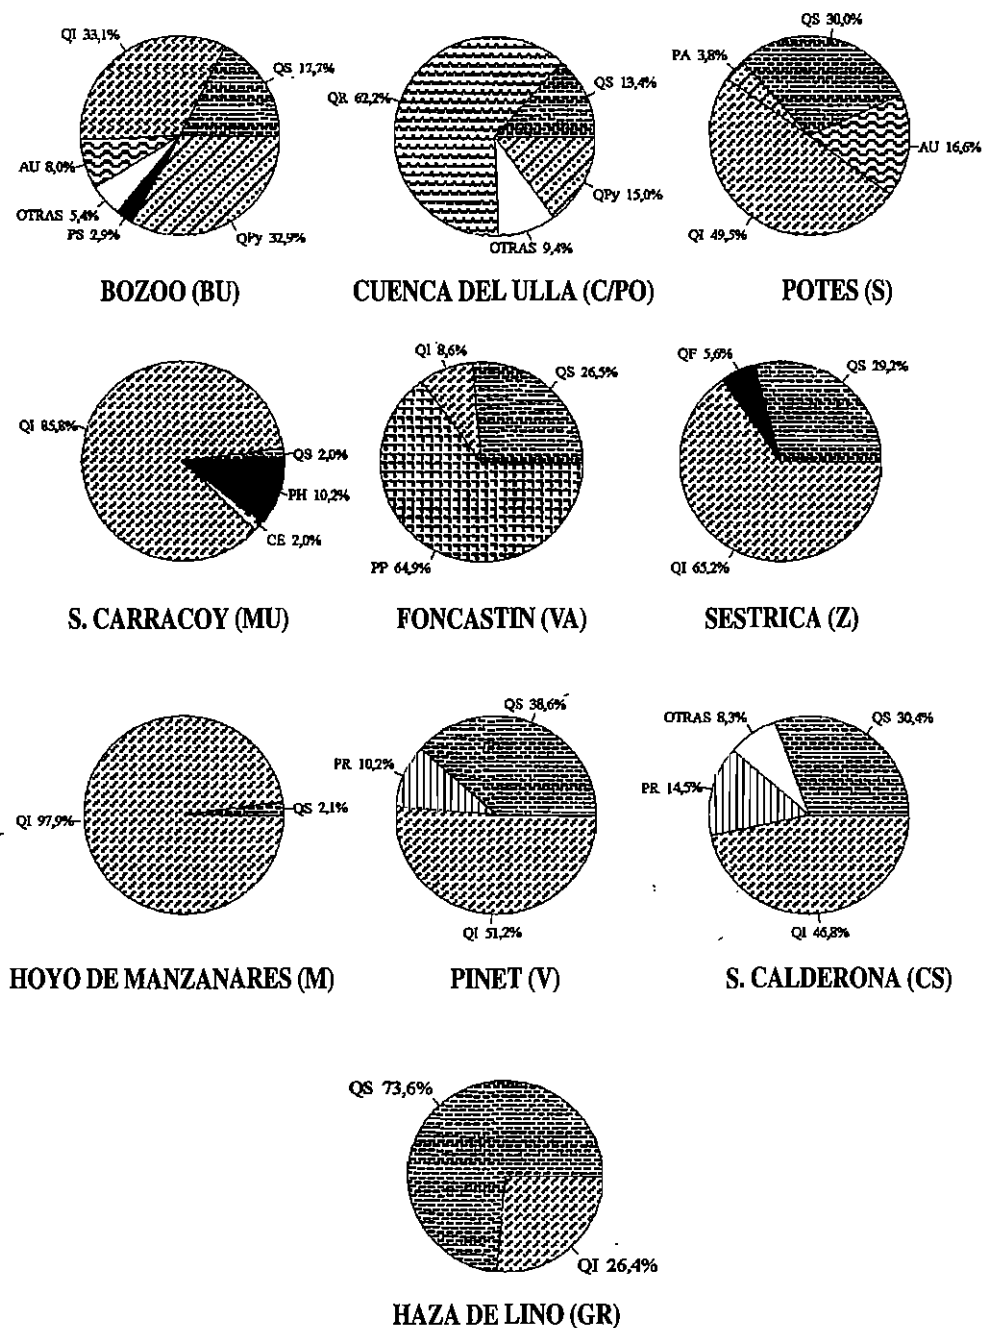 QI 33,1%
QS 17,7%
AU 8,0%
OTRAS 5,4%
PS 2,9%
QPy 32,9%
BOZOO (BU)
QR 62,2%
QS 13,4%
QPy 15,0%
OTRAS 9,4%
CUENCA DEL ULLA (C/PO)
QS 30,0%
PA 3,8%
AU 16,6%
QI 49,5%
POTES (S)
QI 85,8%
QS 2,0%
PH 10,2%
CE 2,0%
S. CARRACOY (MU)
QI 8,6%
QS 26,5%
PP 64,9%
FONCASTIN (VA)
QF 5,6%
QS 29,2%
QI 65,2%
SESTRICA (Z)
QI 97,9%
QS 2,1%
HOYO DE MANZANARES (M)
QS 38,6%
PR 10,2%
QI 51,2%
PINET (V)
OTRAS 8,3%
QS 30,4%
PR 14,5%
QI 46,8%
S. CALDERONA (CS)
QS 73,6%
QI 26,4%
HAZA DE LINO (GR)